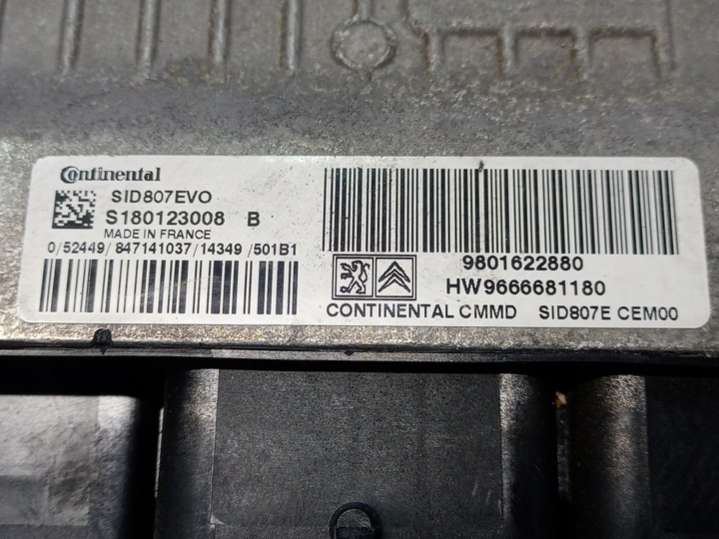 Continental
SID807EVO
S180123008 B
MADE IN FRANCE
0/52449/847141037/14349/501B1
9801622880
HW9666681180
CONTINENTAL CMMD SID807E CEM00